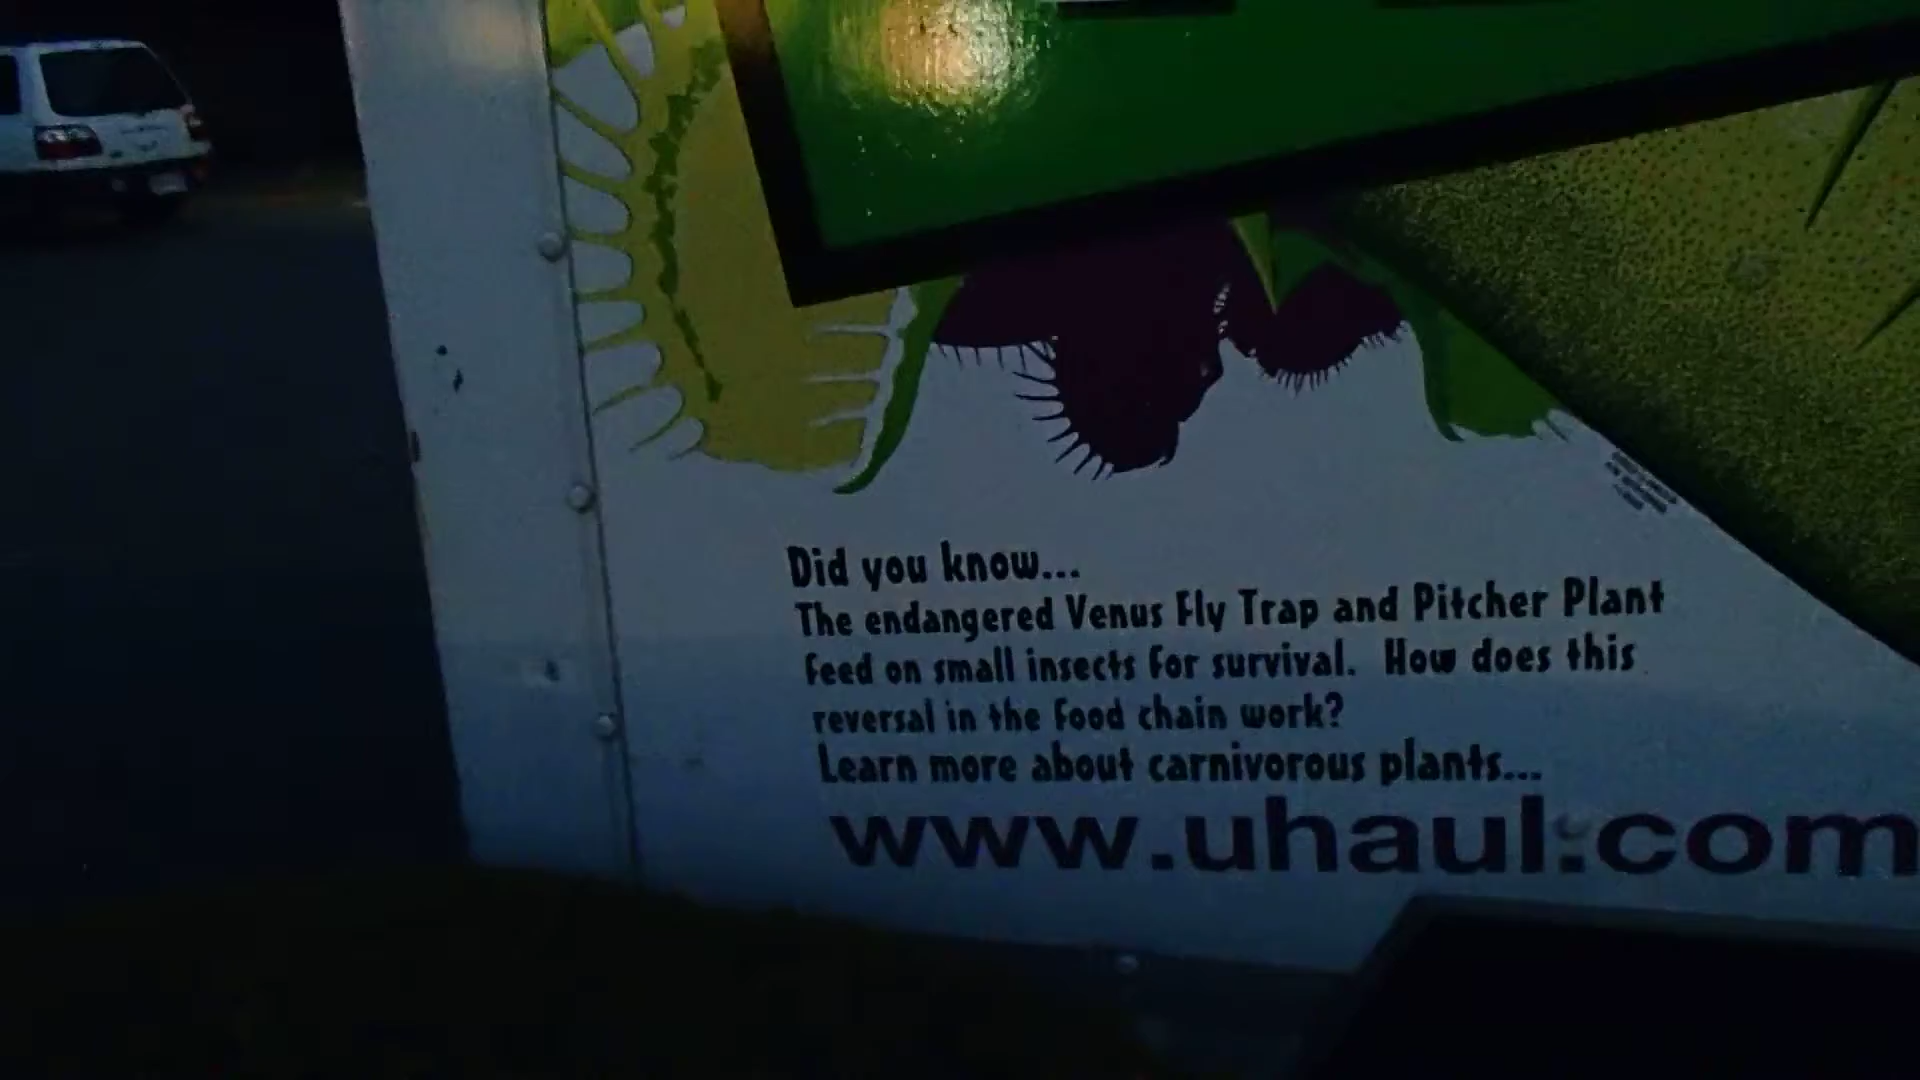 Did you know...
The endangered Venus Fly Trap and Pitcher Plant
feed on small insects for survival. How does this
reversal in the food chain work?
Learn more about carnivorous plants...
www.uhaul.com